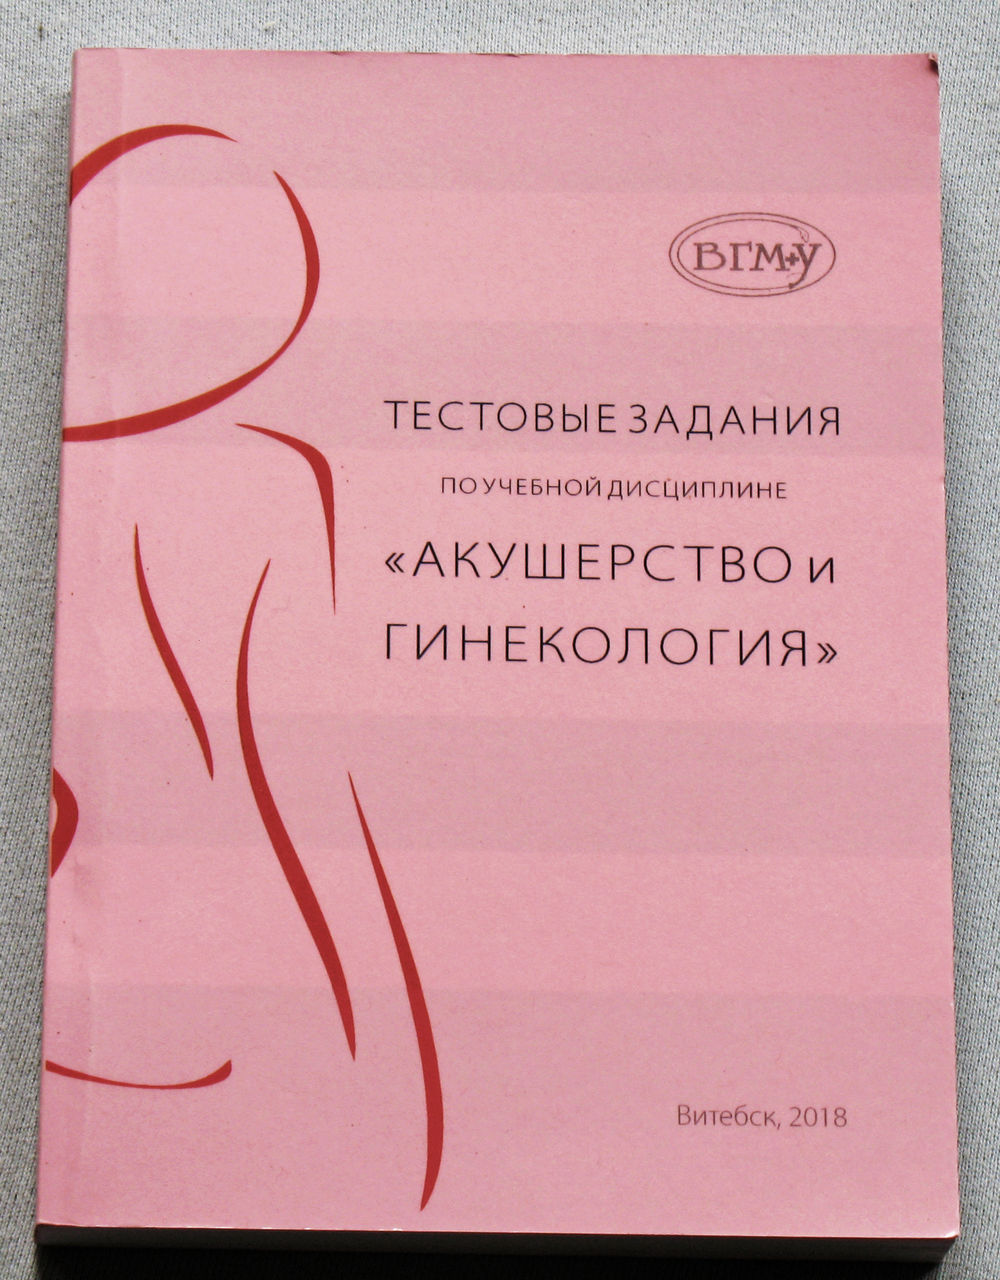 ВГМУ
ТЕСТОВЫЕ ЗАДАНИЯ
ПО УЧЕБНОЙ ДИСЦИПЛИНЕ
«АКУШЕРСТВО и
ГИНЕКОЛОГИЯ»
Витебск, 2018